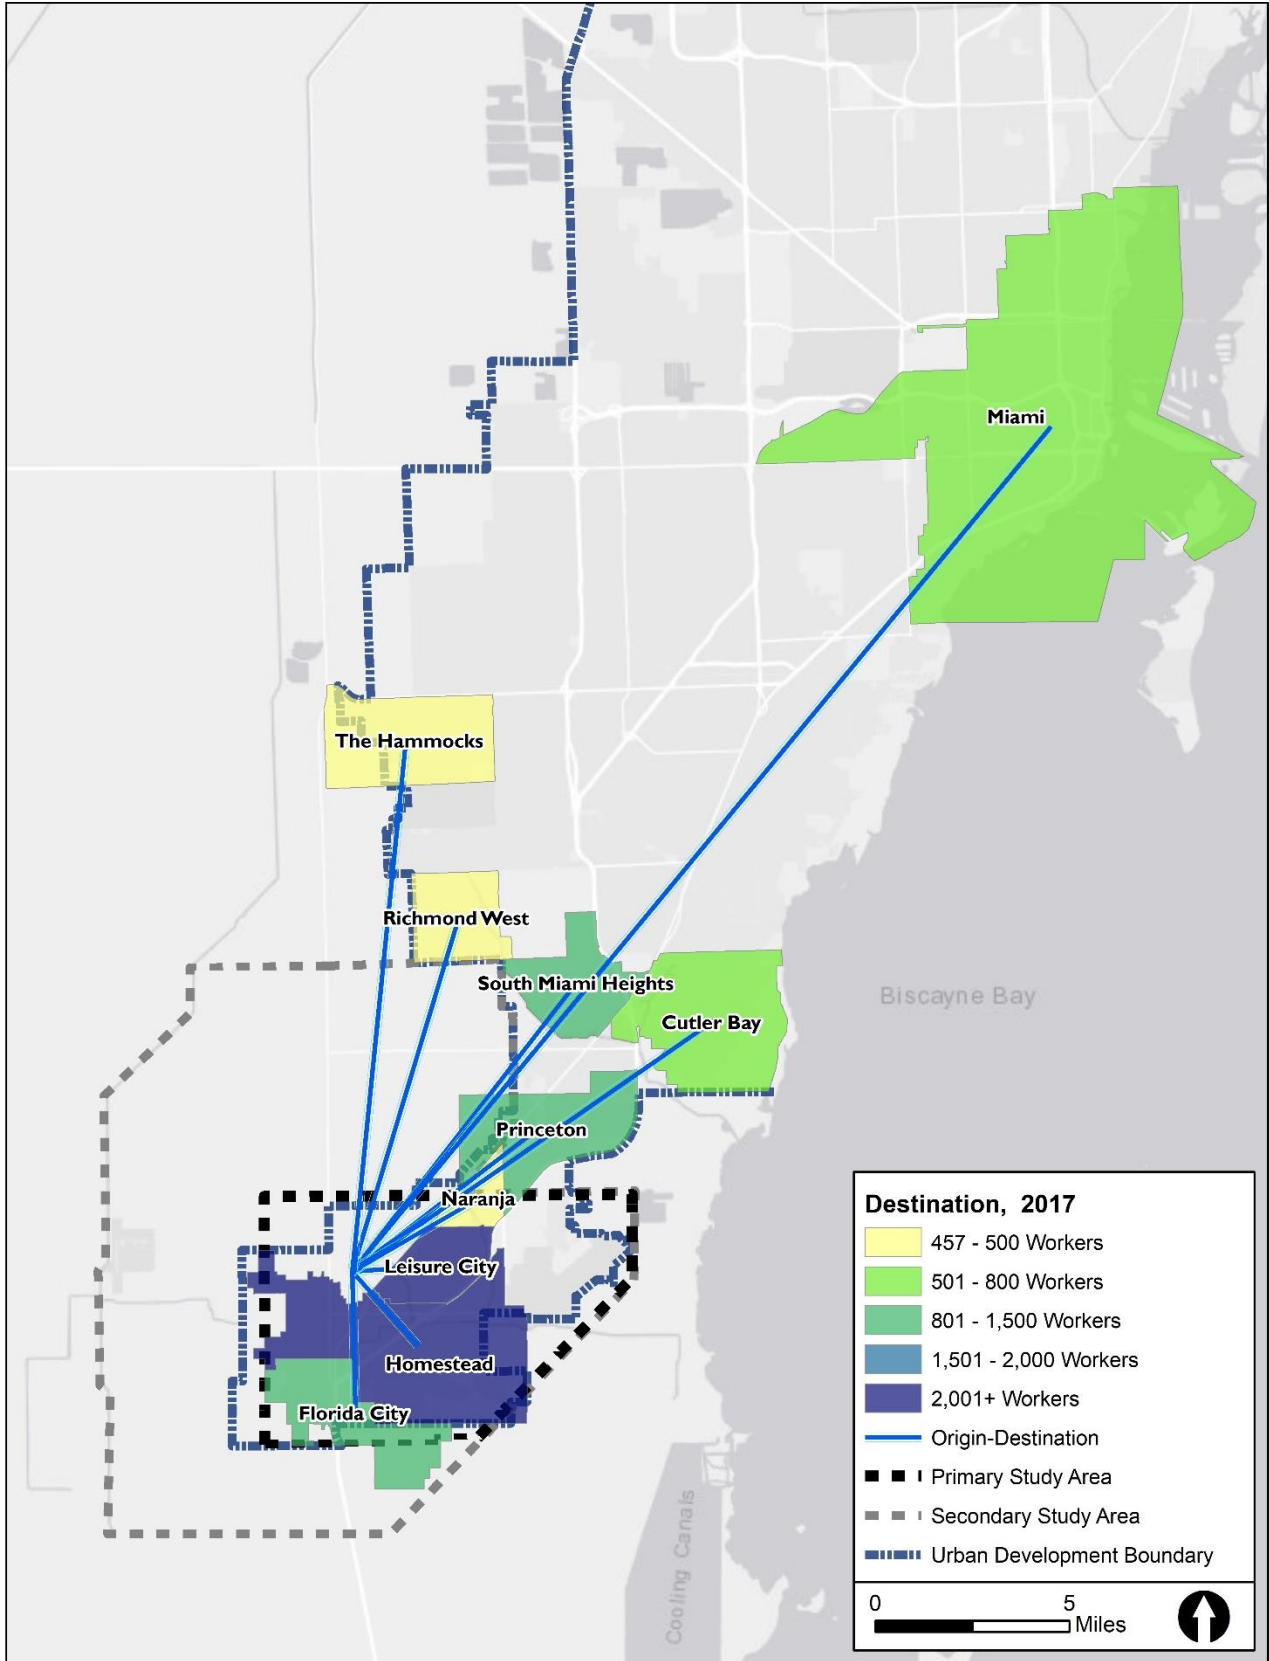 Miami
The Hammocks
Richmond West
South Miami Heights
Biscayne Bay
Cutler Bay
Princeton
Naranja
Leisure City
Homestead
Florida City
Cooling Canals
Destination, 2017
457 - 500 Workers
501 - 800 Workers
801 - 1,500 Workers
1,501 - 2,000 Workers
2,001+ Workers
Origin-Destination
Primary Study Area
Secondary Study Area
Urban Development Boundary
0 5
Miles